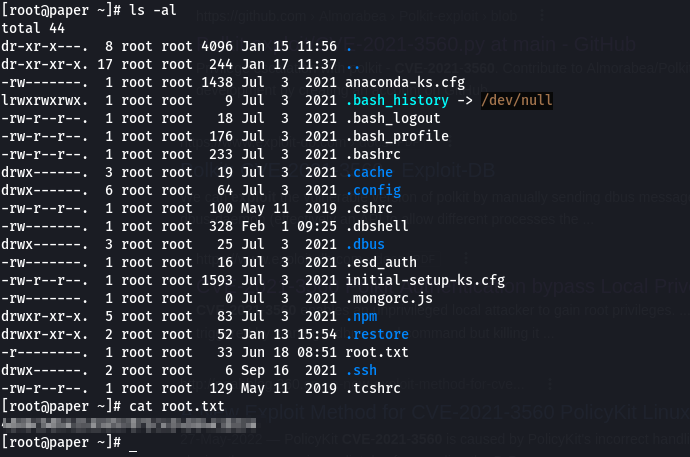 [root@paper ~]# ls -al
total 44
dr-xr-x---.  8 root root 4096 Jan 15 11:56 .
dr-xr-xr-x. 17 root root  244 Jan 17 11:37 ..
-rw-------.  1 root root 1438 Jul  3  2021 anaconda-ks.cfg
lrwxrwxrwx.  1 root root    9 Jul  3  2021 .bash_history -> /dev/null
-rw-r--r--.  1 root root   18 Jul  3  2021 .bash_logout
-rw-r--r--.  1 root root  176 Jul  3  2021 .bash_profile
-rw-r--r--.  1 root root  233 Jul  3  2021 .bashrc
drwx------.  3 root root   19 Jul  3  2021 .cache
drwx------.  6 root root   64 Jul  3  2021 .config
-rw-r--r--.  1 root root  100 May 11  2019 .cshrc
-rw-------.  1 root root  328 Feb  1 09:25 .dbshell
drwx------.  3 root root   25 Jul  3  2021 .dbus
-rw-------.  1 root root   16 Jul  3  2021 .esd_auth
-rw-r--r--.  1 root root 1593 Jul  3  2021 initial-setup-ks.cfg
-rw-------.  1 root root    0 Jul  3  2021 .mongorc.js
drwxr-xr-x.  5 root root   83 Jul  3  2021 .npm
drwxr-xr-x.  2 root root   52 Jan 13 15:54 .restore
-r--------.  1 root root   33 Jun 18 08:51 root.txt
drwx------.  2 root root    6 Sep 16  2021 .ssh
-rw-r--r--.  1 root root  129 May 11  2019 .tcshrc
[root@paper ~]# cat root.txt
[root@paper ~]# _